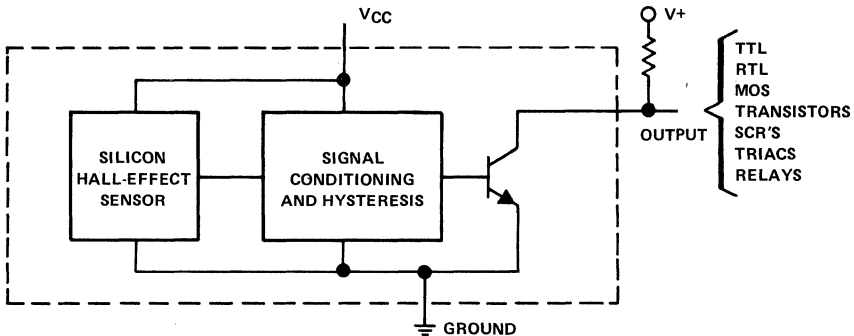 VCC
V+
SILICON
HALL-EFFECT
SENSOR
SIGNAL
CONDITIONING
AND HYSTERESIS
OUTPUT
TTL
RTL
MOS
TRANSISTORS
SCR'S
TRIACS
RELAYS
GROUND